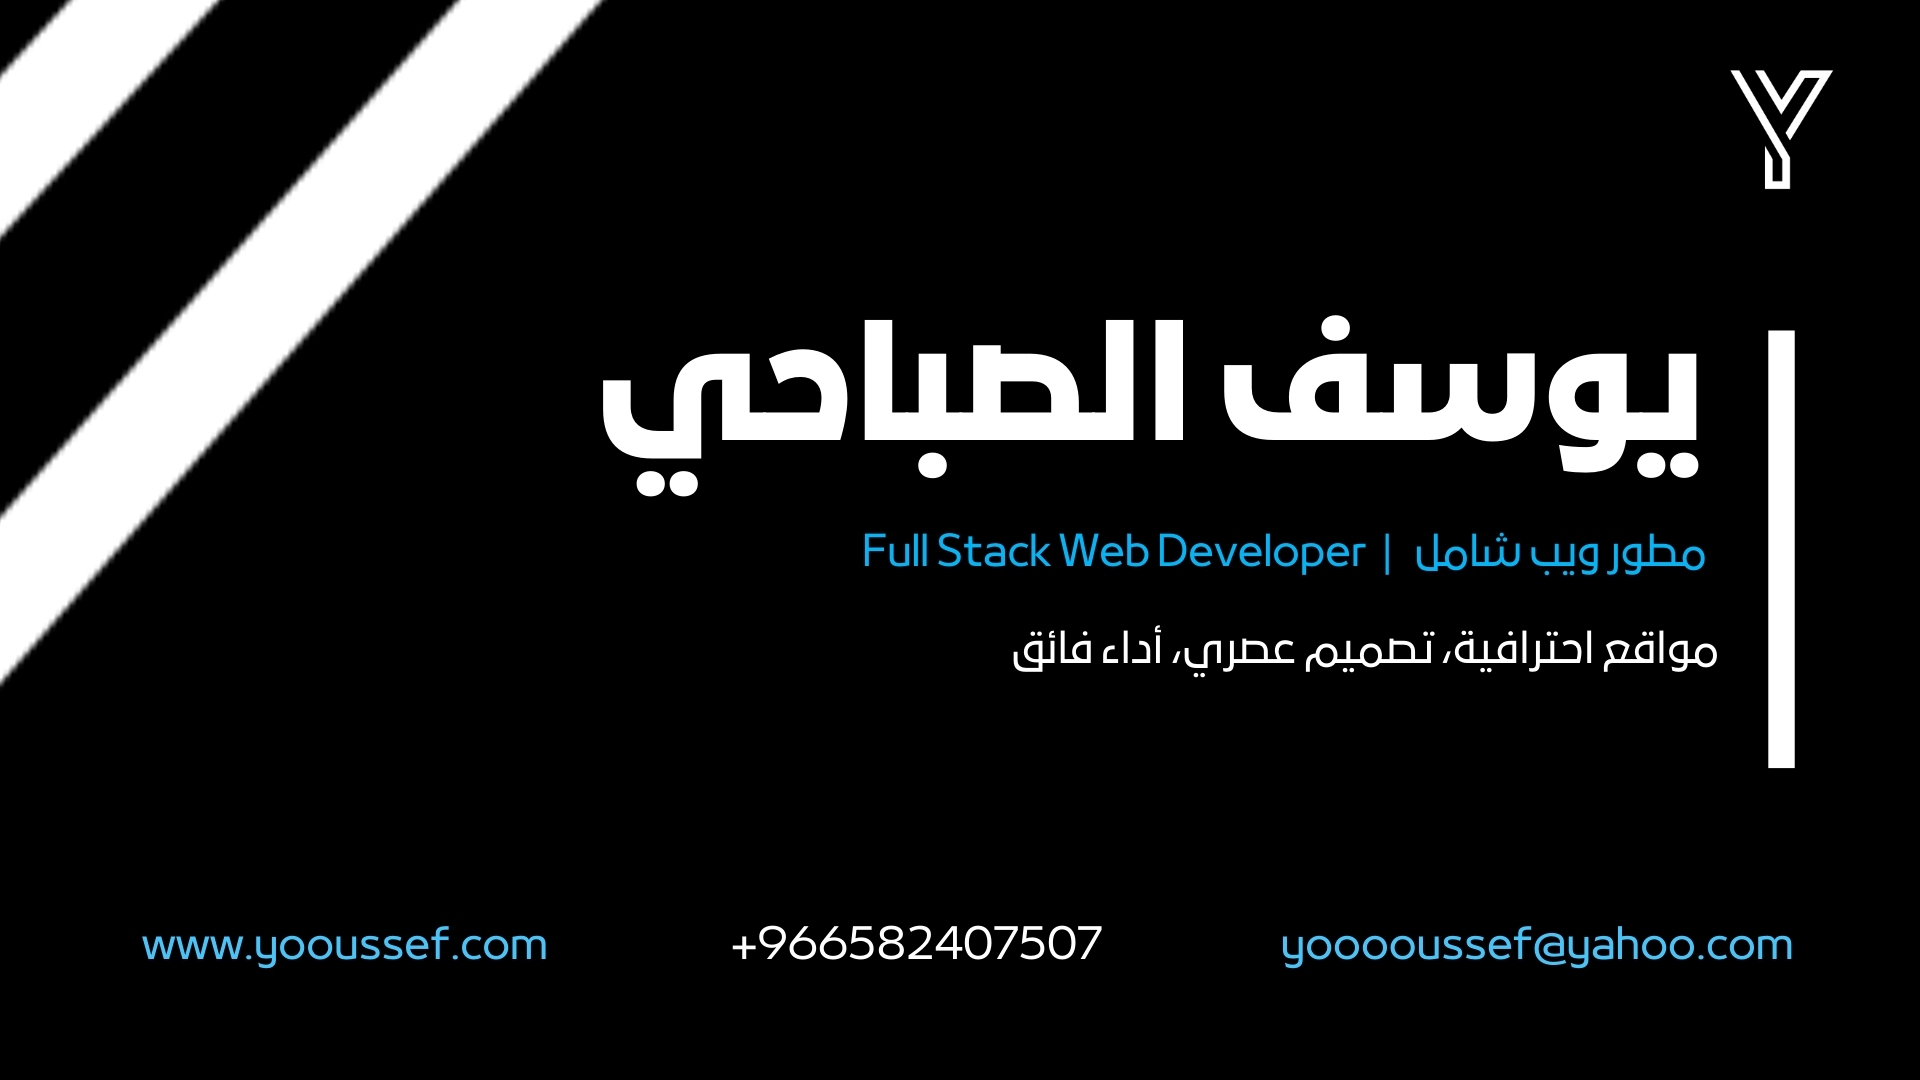 Y
يوسف الصباحي
مطور ويب شامل | Full Stack Web Developer
مواقع احترافية، تصميم عصري، أداء فائق
www.yooussef.com
+966582407507
yooooussef@yahoo.com